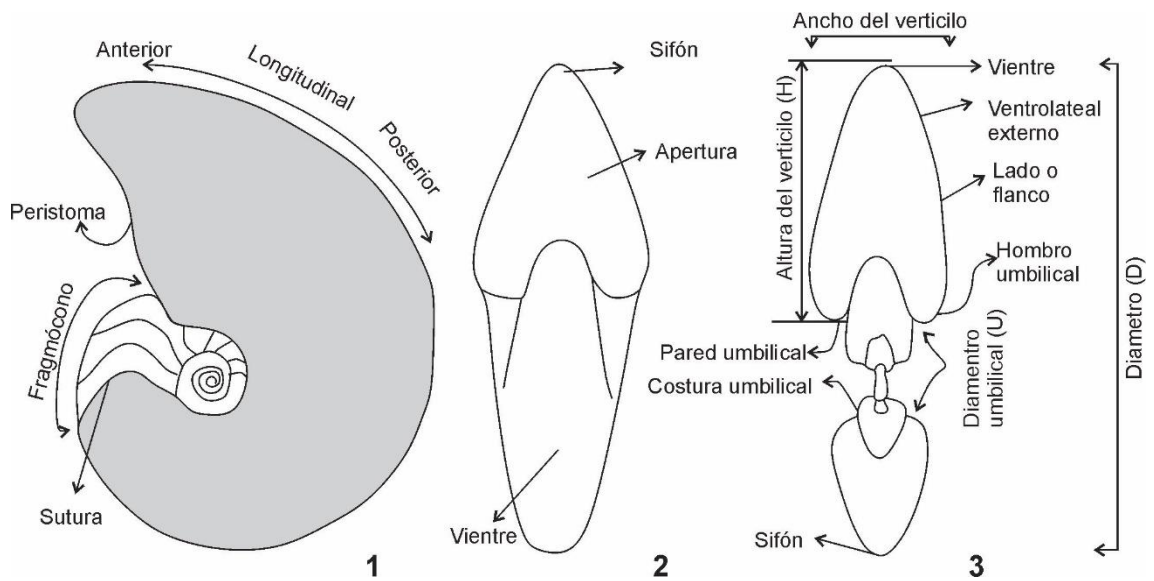 Anterior
Longitudinal
Posterior
Peristoma
Fragmócono
Sutura
1
Sifón
Apertura
Vientre
2
Ancho del verticilo
Altura del verticilo (H)
Vientre
Ventrolateal
externo
Lado o
flanco
Hombro
umbilical
Pared umbilical
Costura umbilical
Diamentro
umbilical (U)
Diametro (D)
Sifón
3